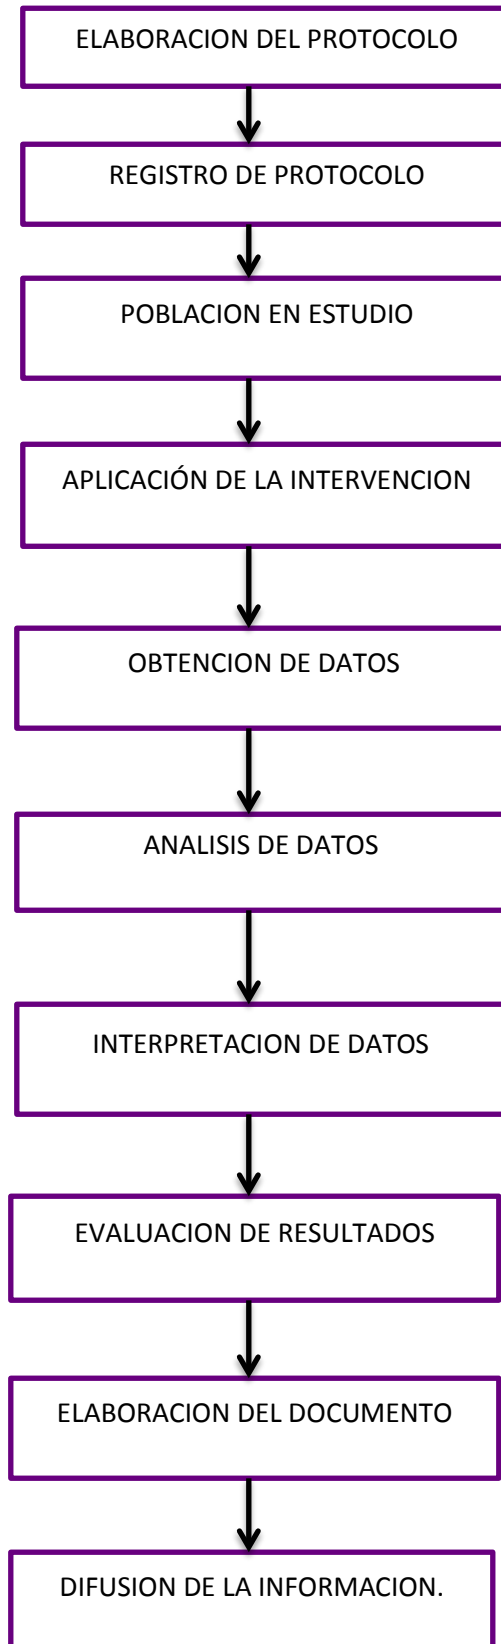 ELABORACION DEL PROTOCOLO
REGISTRO DE PROTOCOLO
POBLACION EN ESTUDIO
APLICACIÓN DE LA INTERVENCION
OBTENCION DE DATOS
ANALISIS DE DATOS
INTERPRETACION DE DATOS
EVALUACION DE RESULTADOS
ELABORACION DEL DOCUMENTO
DIFUSION DE LA INFORMACION.